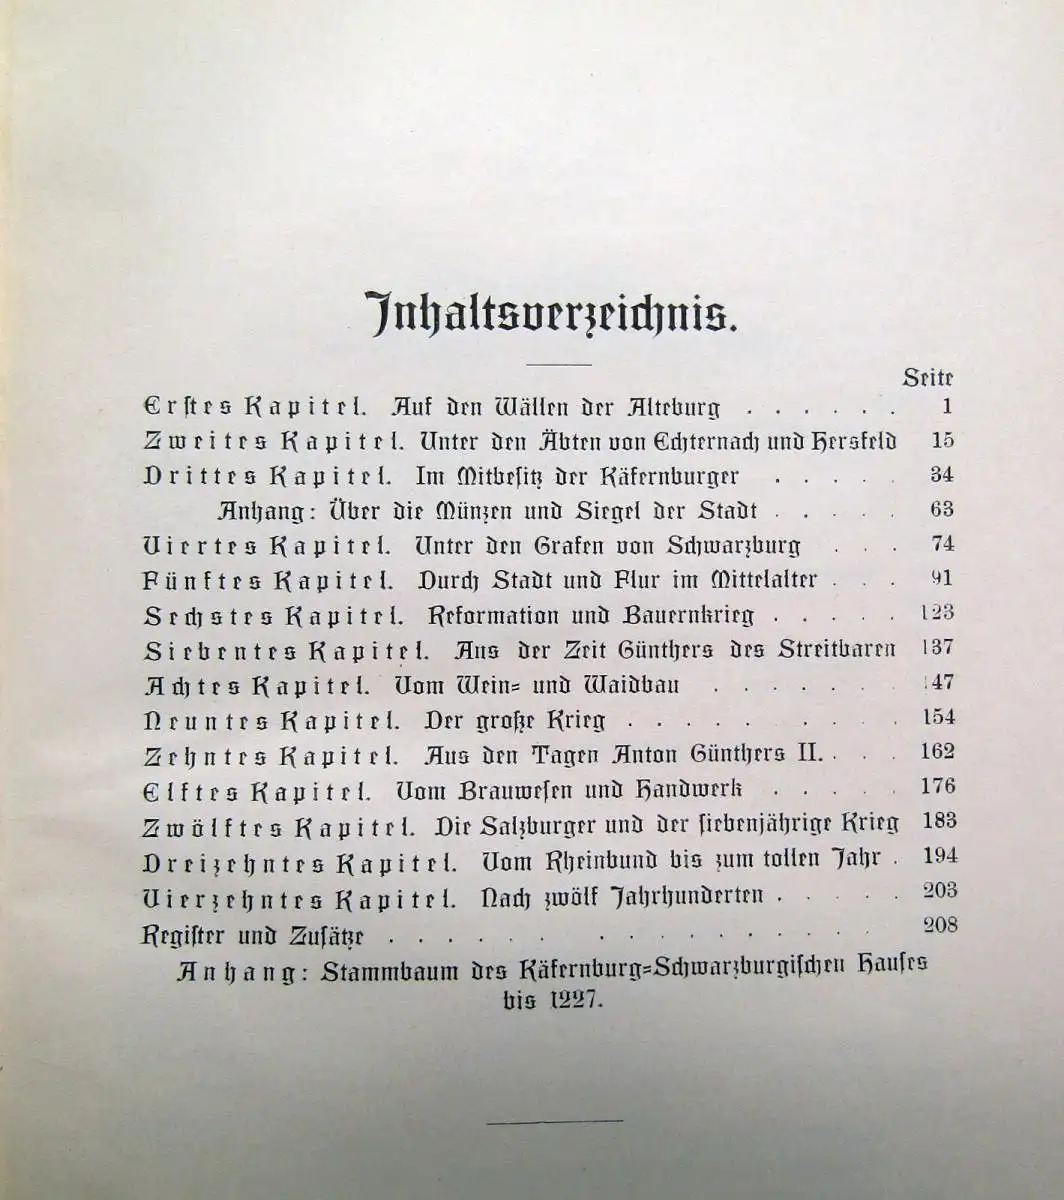 Inhaltsverzeichnis.
Seite
Erstes Kapitel. Auf den Wällen der Alteburg . . . . . . 1
Zweites Kapitel. Unter den Äbten von Echternach und Hersfeld 15
Drittes Kapitel. Im Mitbesitz der Käfernburger . . . . . 34
Anhang: Über die Münzen und Siegel der Stadt . . . . . 63
Viertes Kapitel. Unter den Grafen von Schwarzburg . . . 74
Fünftes Kapitel. Durch Stadt und Flur im Mittelalter . . . 91
Sechstes Kapitel. Reformation und Bauernkrieg . . . . . 123
Siebentes Kapitel. Aus der Zeit Günthers des Streitbaren 137
Achtes Kapitel. Vom Wein= und Waidbau . . . . . . . 147
Neuntes Kapitel. Der große Krieg . . . . . . . . . 154
Zehntes Kapitel. Aus den Tagen Anton Günthers II. . . . 162
Elftes Kapitel. Vom Brauwesen und Handwerk . . . . . 176
Zwölftes Kapitel. Die Salzburger und der siebenjährige Krieg 183
Dreizehntes Kapitel. Vom Rheinbund bis zum tollen Jahr . 194
Vierzehntes Kapitel. Nach zwölf Jahrhunderten . . . . . 203
Register und Zusätze . . . . . . . . . . . . . . . 208
Anhang: Stammbaum des Käfernburg=Schwarzburgischen Hauses
bis 1227.